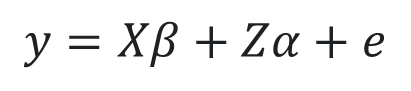 y = Xβ + Zα + e